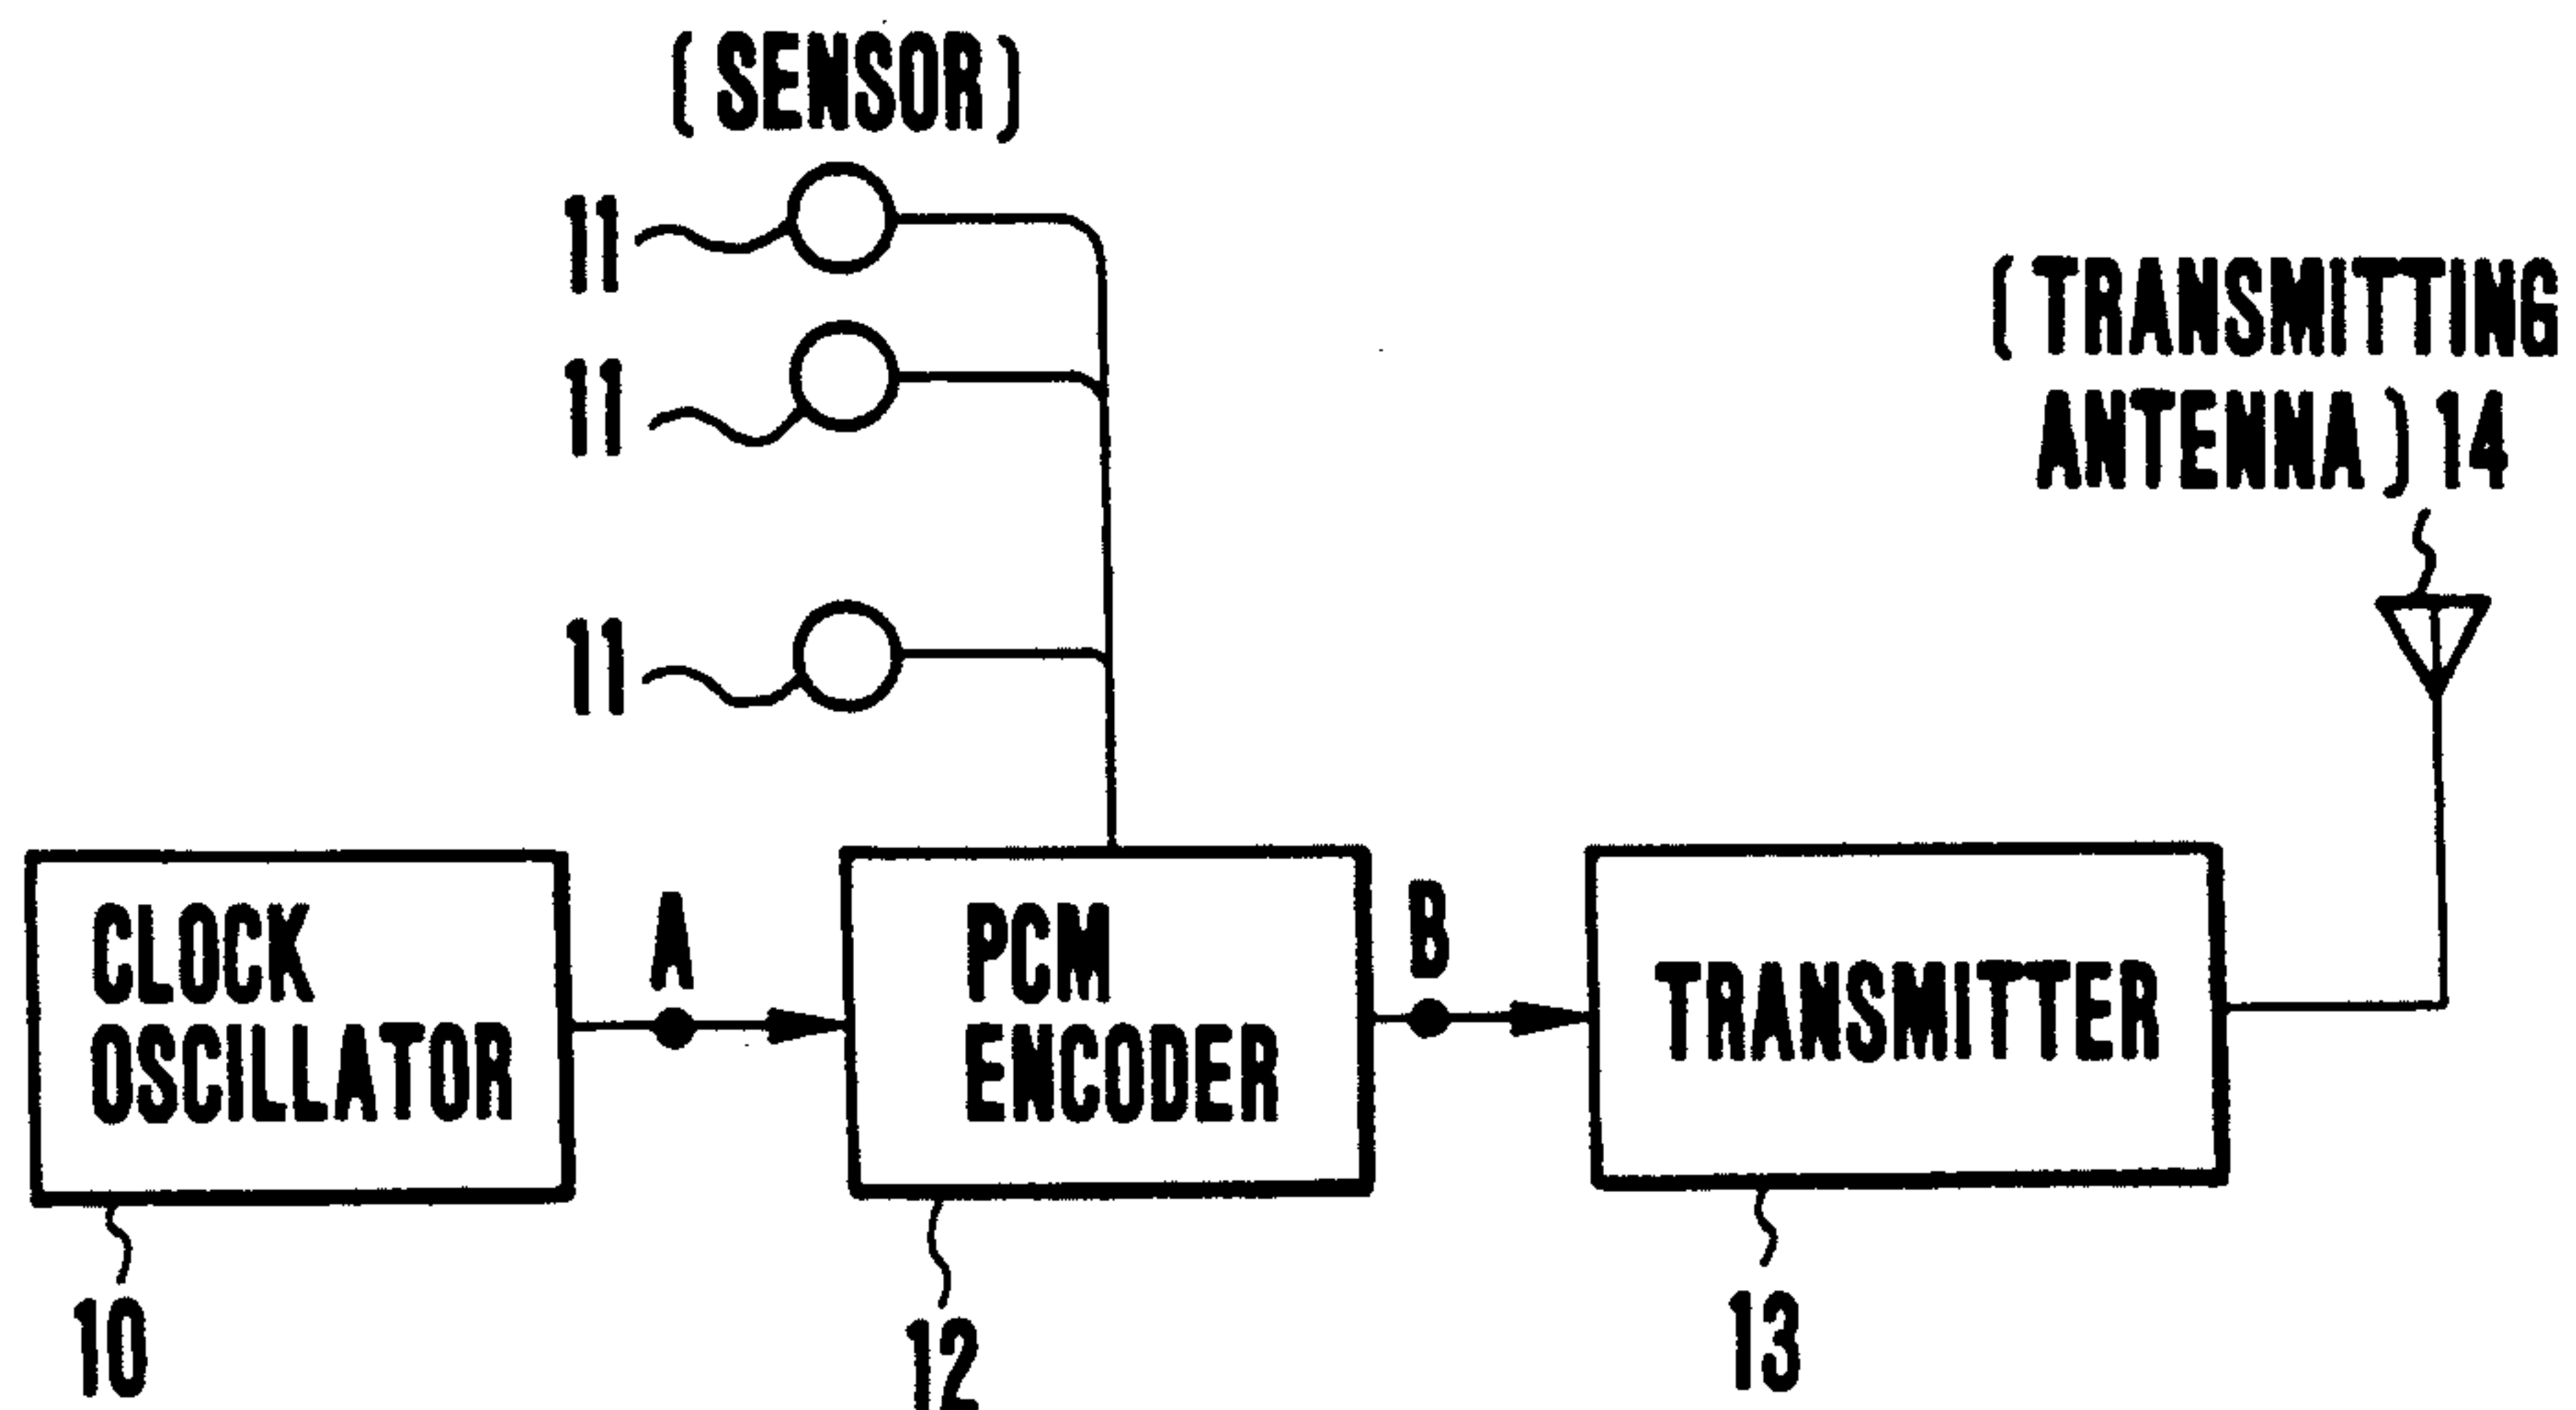 (SENSOR)
11
11
11
(TRANSMITTING
ANTENNA) 14
CLOCK
OSCILLATOR
A
PCM
ENCODER
B
TRANSMITTER
10
12
13